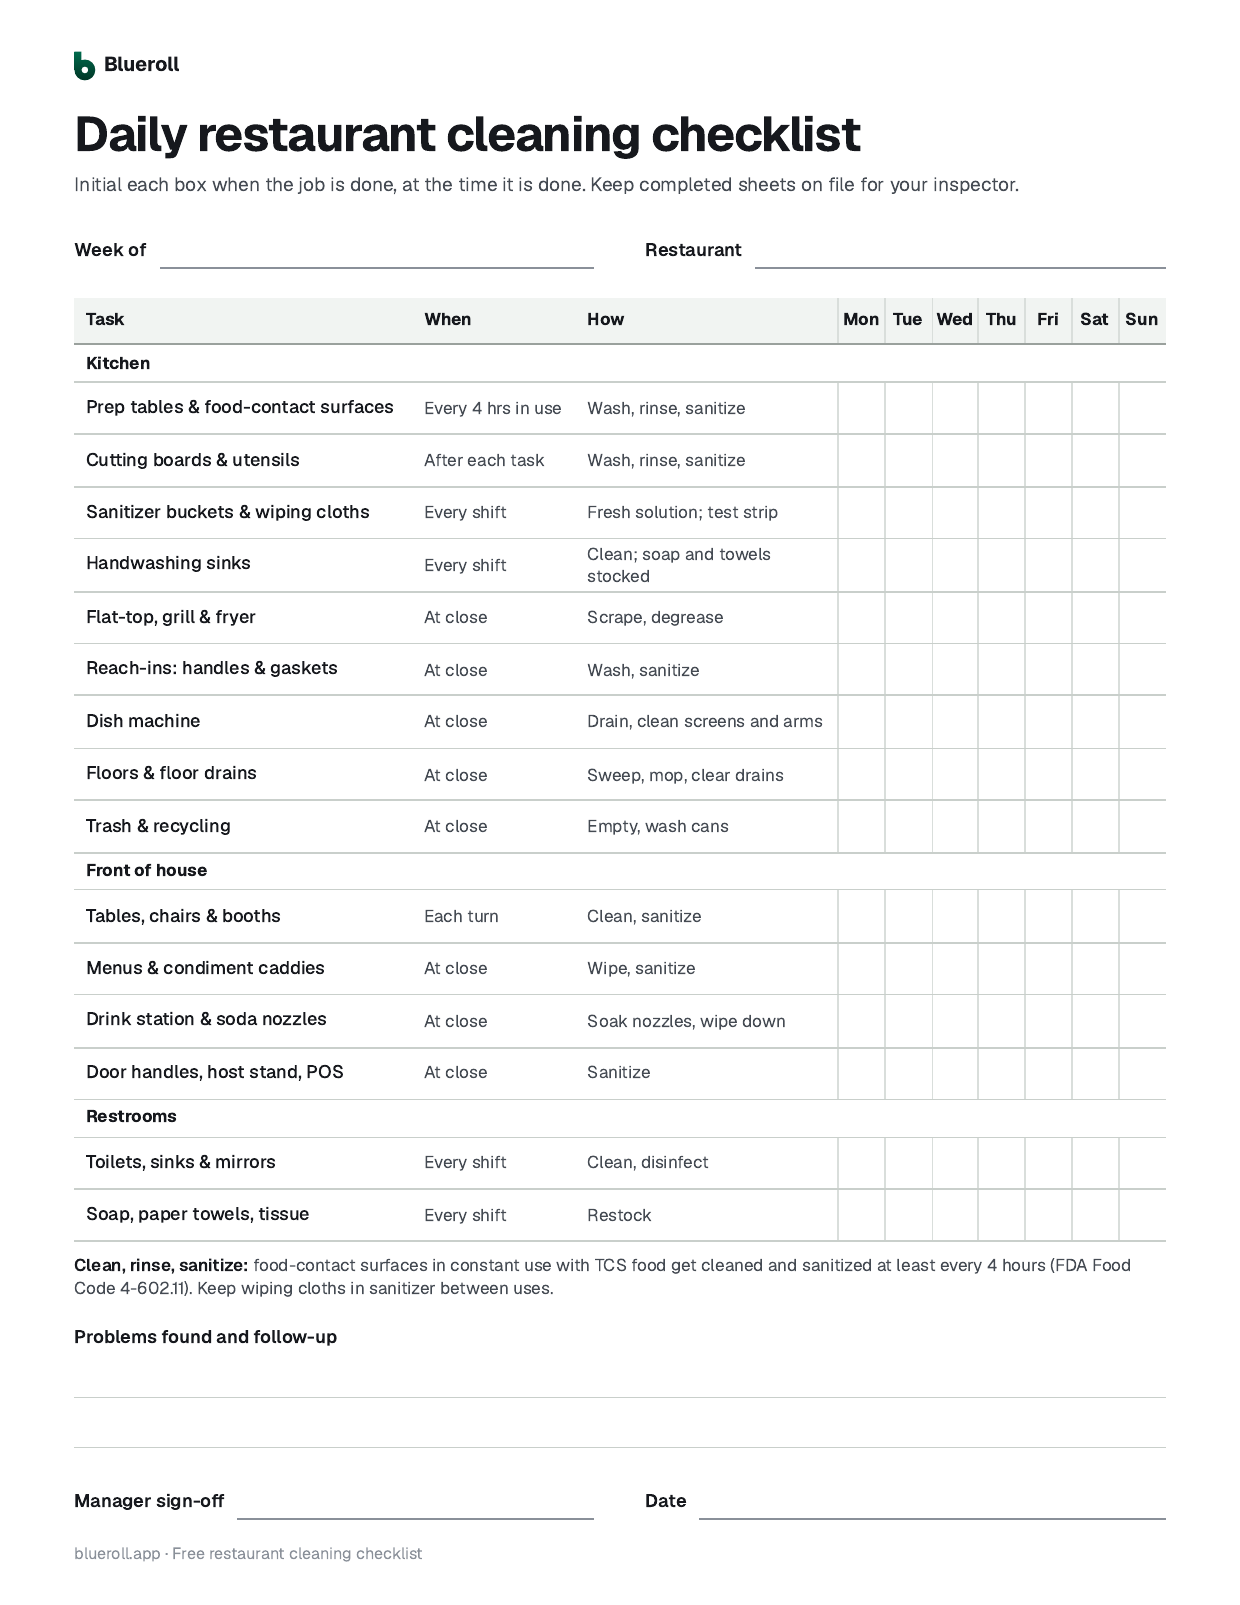 Blueroll
Daily restaurant cleaning checklist
Initial each box when the job is done, at the time it is done. Keep completed sheets on file for your inspector.
Week of Restaurant
Task When How Mon Tue Wed Thu Fri Sat Sun
Kitchen
Prep tables & food-contact surfaces Every 4 hrs in use Wash, rinse, sanitize
Cutting boards & utensils After each task Wash, rinse, sanitize
Sanitizer buckets & wiping cloths Every shift Fresh solution; test strip
Handwashing sinks Every shift Clean; soap and towels
stocked
Flat-top, grill & fryer At close Scrape, degrease
Reach-ins: handles & gaskets At close Wash, sanitize
Dish machine At close Drain, clean screens and arms
Floors & floor drains At close Sweep, mop, clear drains
Trash & recycling At close Empty, wash cans
Front of house
Tables, chairs & booths Each turn Clean, sanitize
Menus & condiment caddies At close Wipe, sanitize
Drink station & soda nozzles At close Soak nozzles, wipe down
Door handles, host stand, POS At close Sanitize
Restrooms
Toilets, sinks & mirrors Every shift Clean, disinfect
Soap, paper towels, tissue Every shift Restock
Clean, rinse, sanitize: food-contact surfaces in constant use with TCS food get cleaned and sanitized at least every 4 hours (FDA Food
Code 4-602.11). Keep wiping cloths in sanitizer between uses.
Problems found and follow-up
Manager sign-off Date
blueroll.app · Free restaurant cleaning checklist